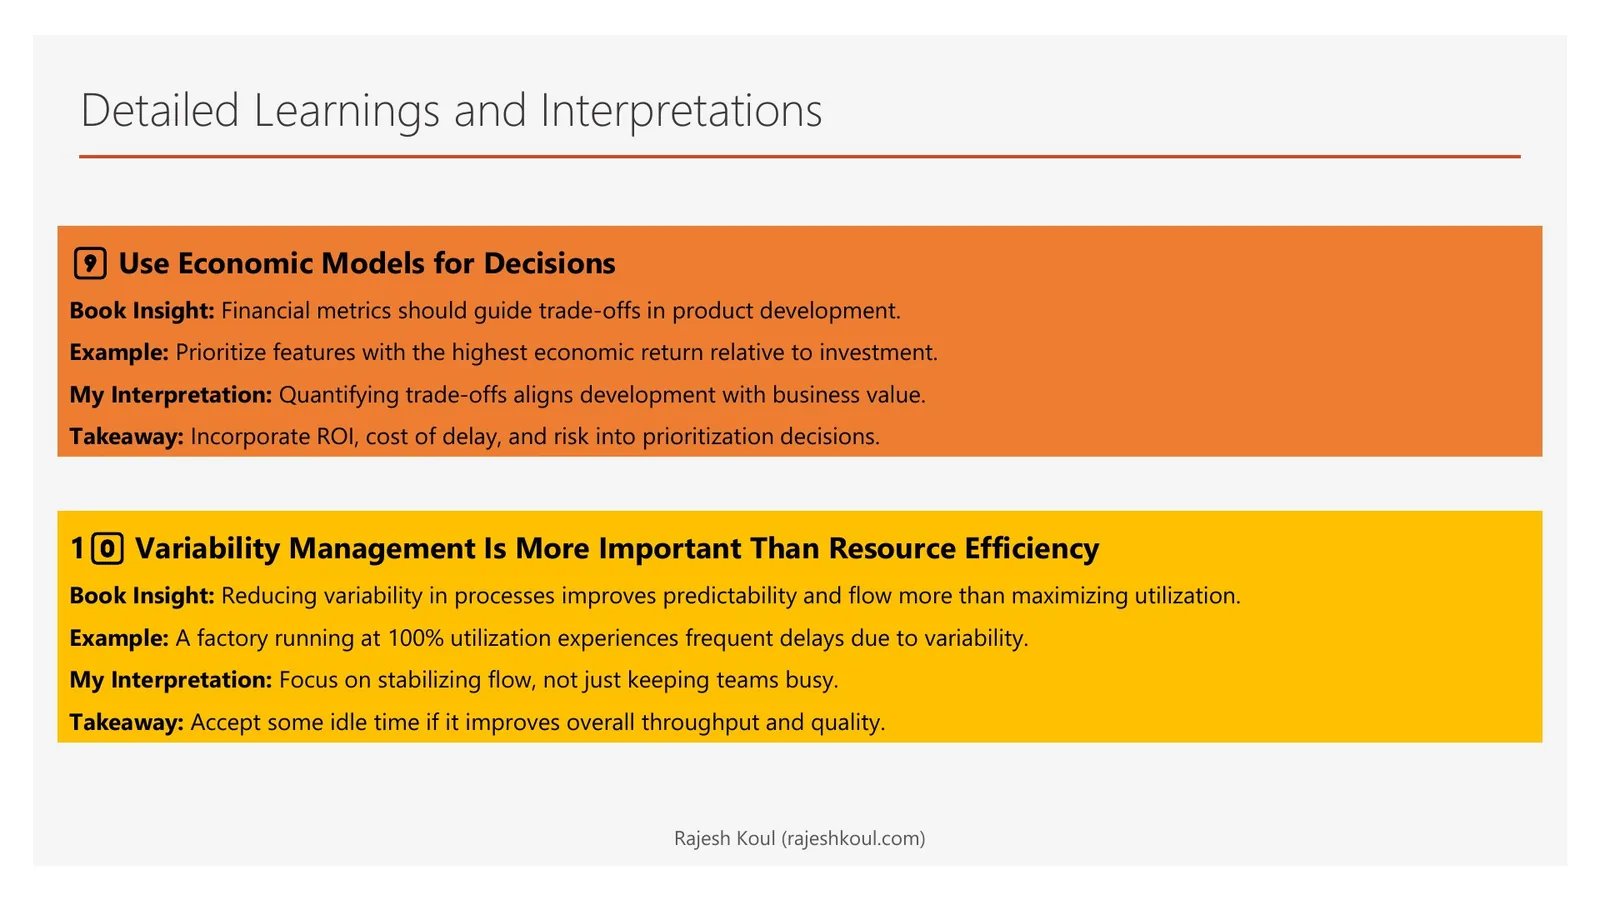 Detailed Learnings and Interpretations
9️⃣ Use Economic Models for Decisions
Book Insight: Financial metrics should guide trade-offs in product development.
Example: Prioritize features with the highest economic return relative to investment.
My Interpretation: Quantifying trade-offs aligns development with business value.
Takeaway: Incorporate ROI, cost of delay, and risk into prioritization decisions.
10️⃣ Variability Management Is More Important Than Resource Efficiency
Book Insight: Reducing variability in processes improves predictability and flow more than maximizing utilization.
Example: A factory running at 100% utilization experiences frequent delays due to variability.
My Interpretation: Focus on stabilizing flow, not just keeping teams busy.
Takeaway: Accept some idle time if it improves overall throughput and quality.
Rajesh Koul (rajeshkoul.com)